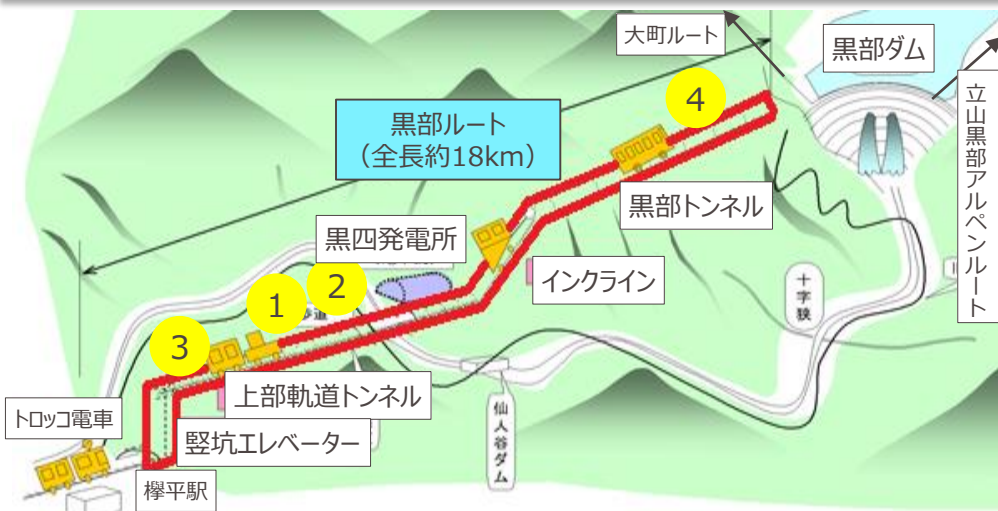 大町ルート
黒部ダム
立山黒部アルペンルート
4
黒部ルート
（全長約18km）
黒部トンネル
黒四発電所
インクライン
十字峡
2
1
3
上部軌道トンネル
トロッコ電車
竪坑エレベーター
仙人谷ダム
欅平駅